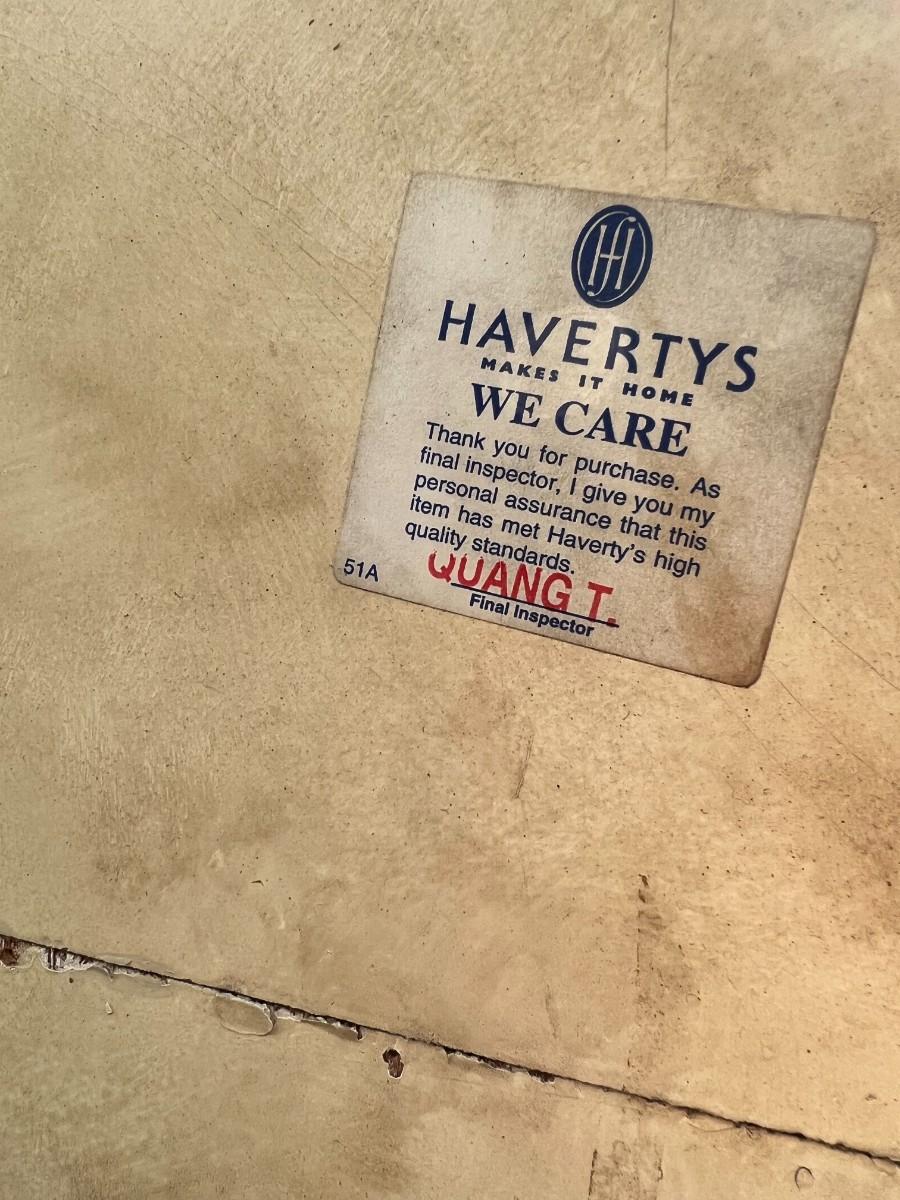 HAVERTYS
MAKES IT HOME
WE CARE
Thank you for purchase. As
final inspector, I give you my
personal assurance that this
item has met Haverty's high
quality standards.
QUANG T.
51A
Final Inspector